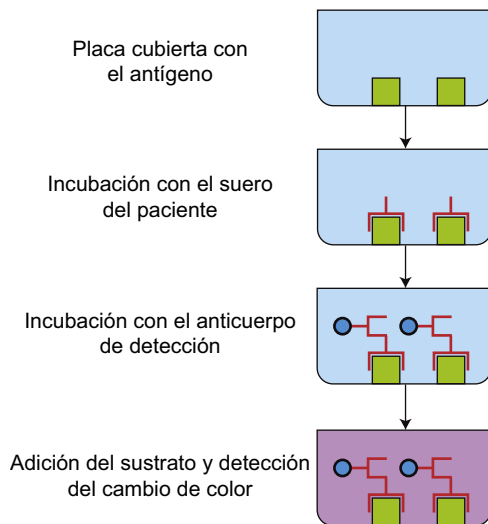 Placa cubierta con
el antígeno
Incubación con el suero
del paciente
Incubación con el anticuerpo
de detección
Adición del sustrato y detección
del cambio de color